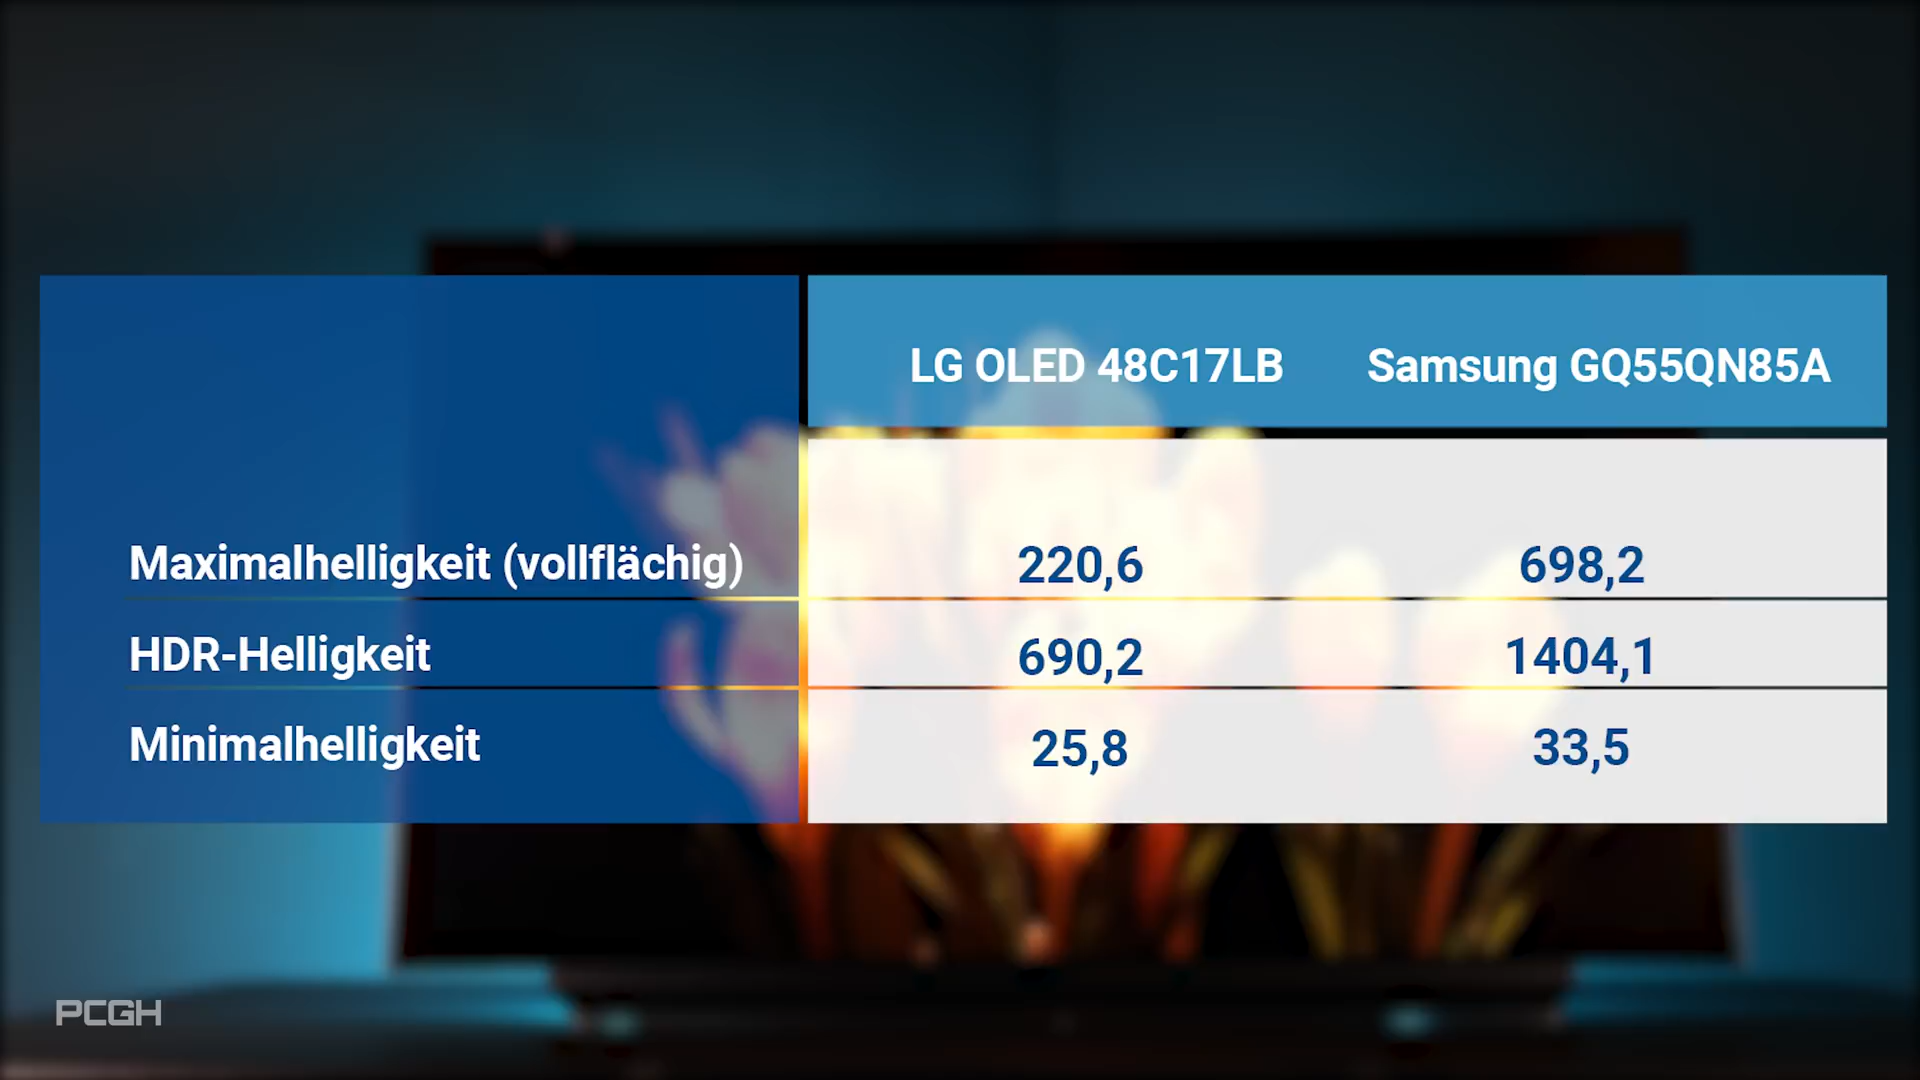 LG OLED 48C17LB Samsung GQ55QN85A
Maximalhelligkeit (vollflächig) 220,6 698,2
HDR-Helligkeit 690,2 1404,1
Minimalhelligkeit 25,8 33,5
PCGH